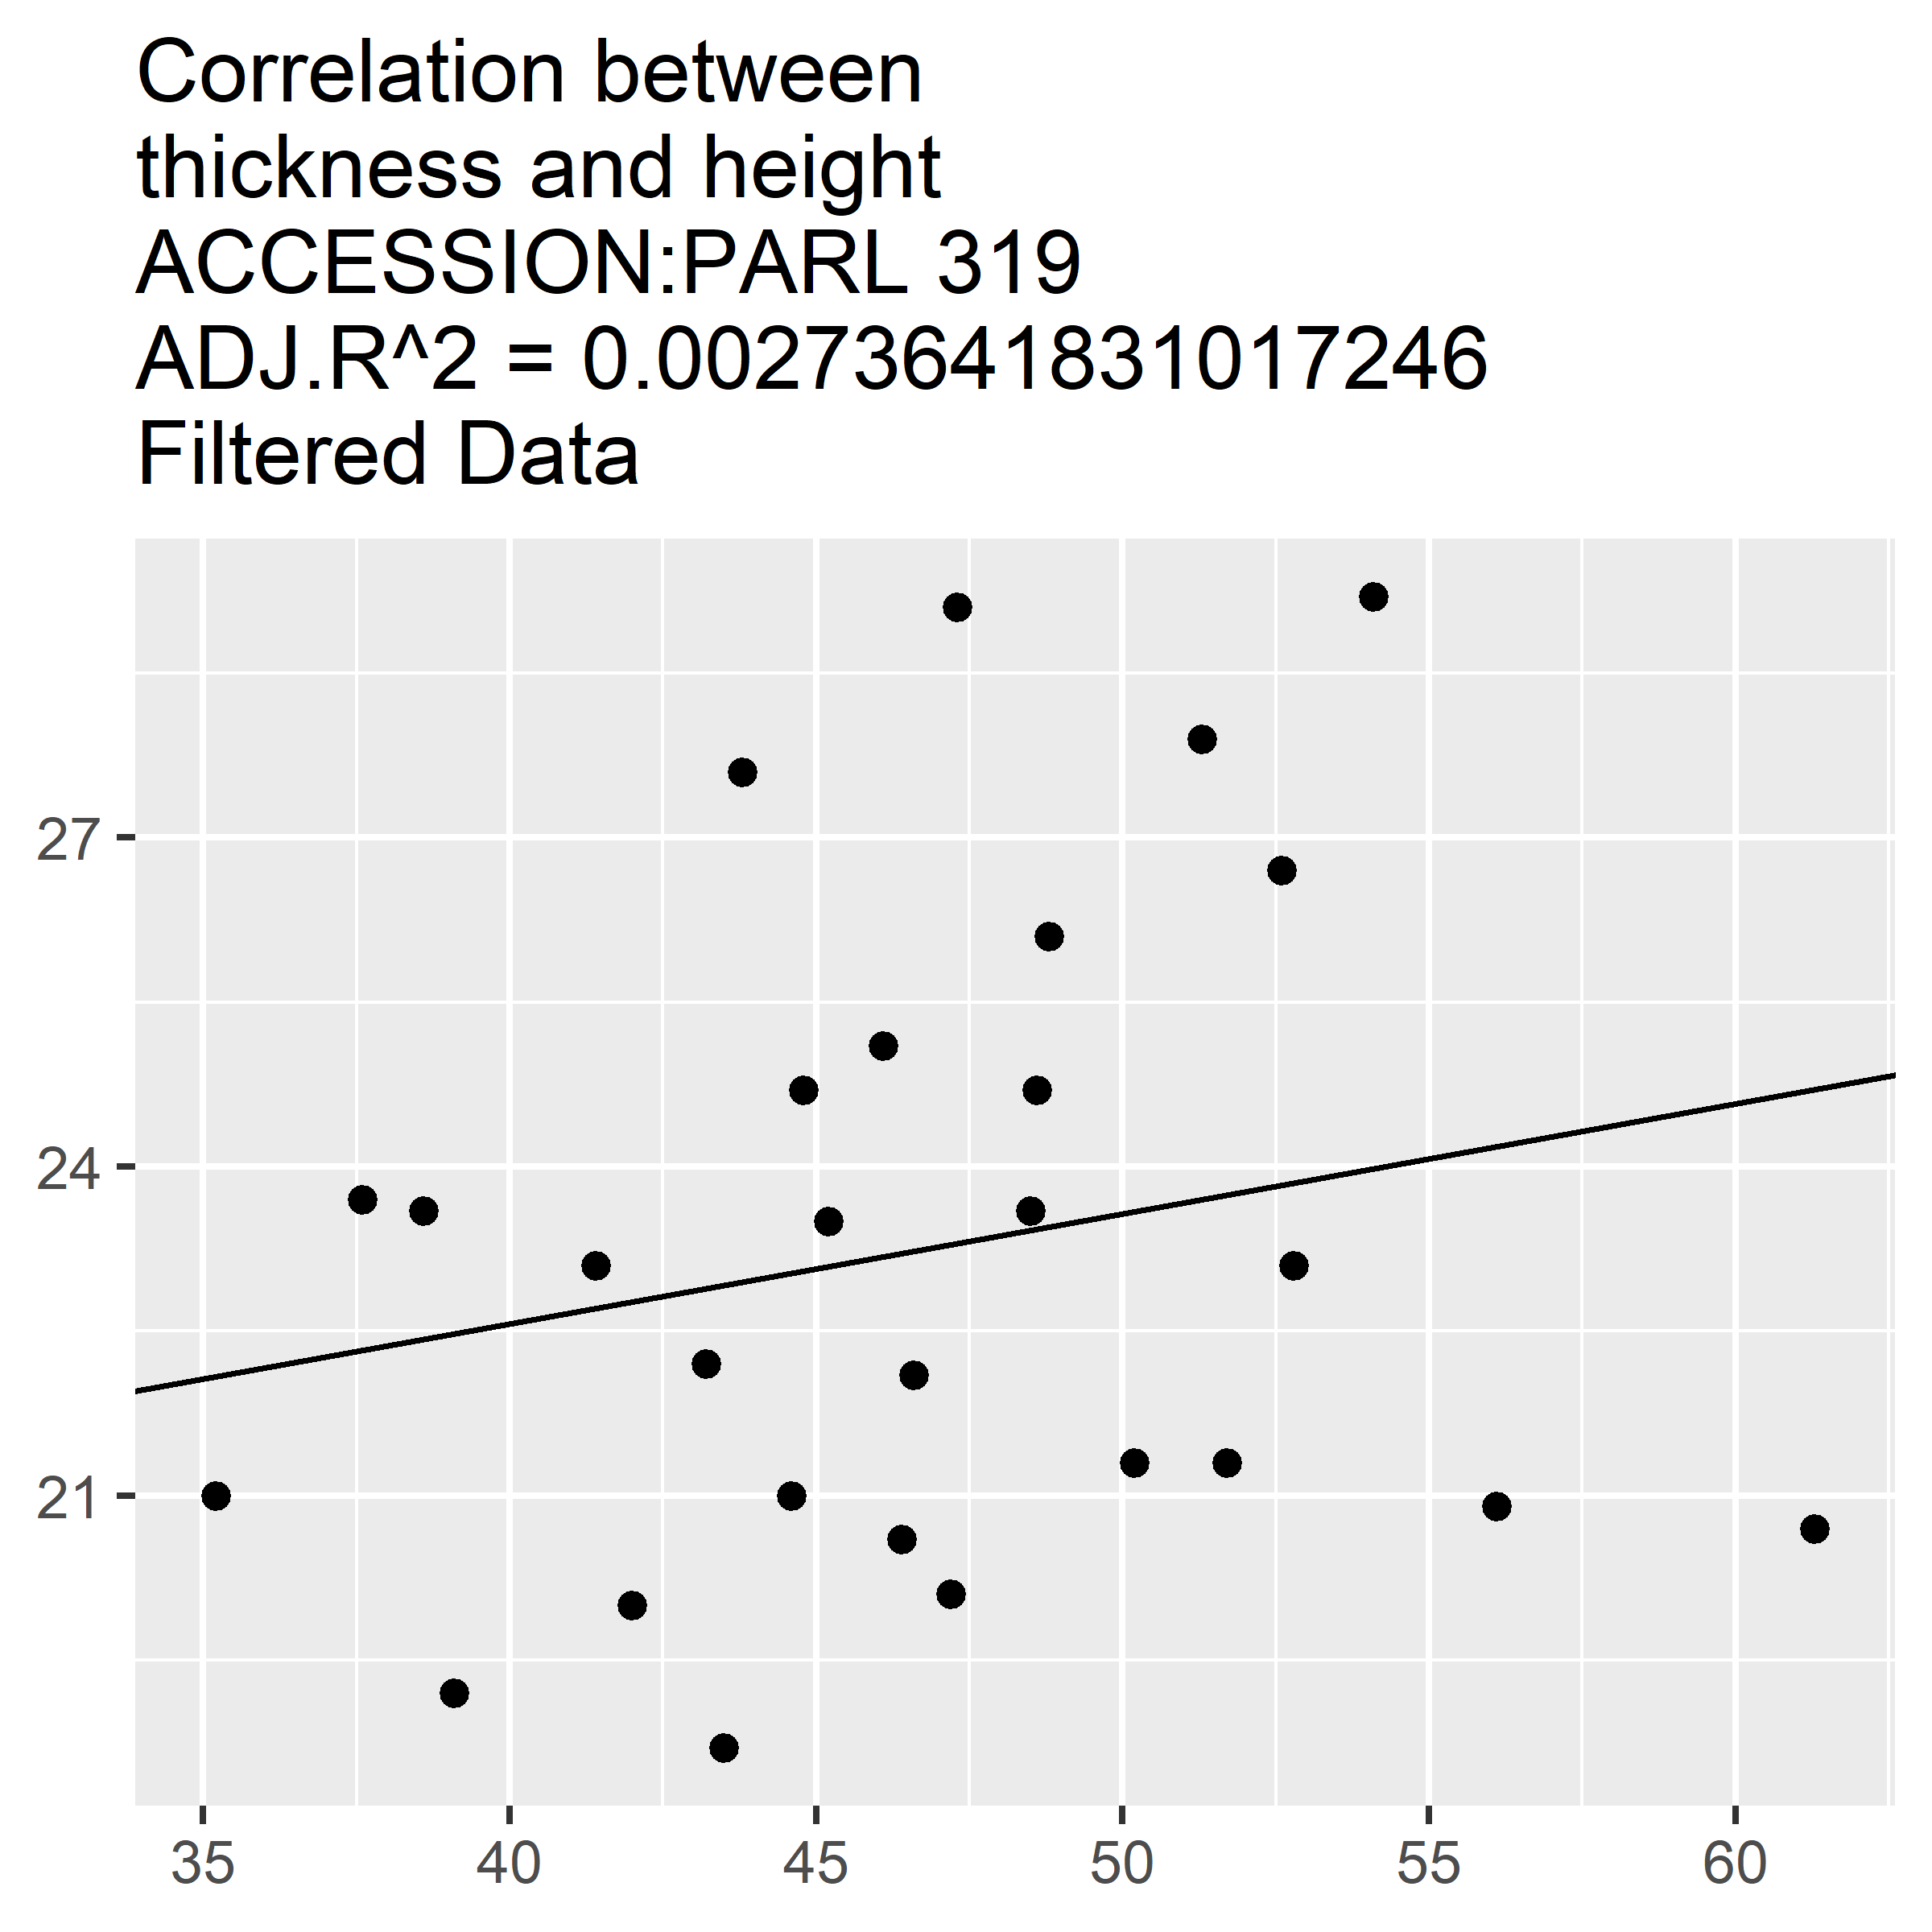 Correlation between
thickness and height
ACCESSION:PARL 319
ADJ.R^2 = 0.00273641831017246
Filtered Data
27
24
21
35 40 45 50 55 60